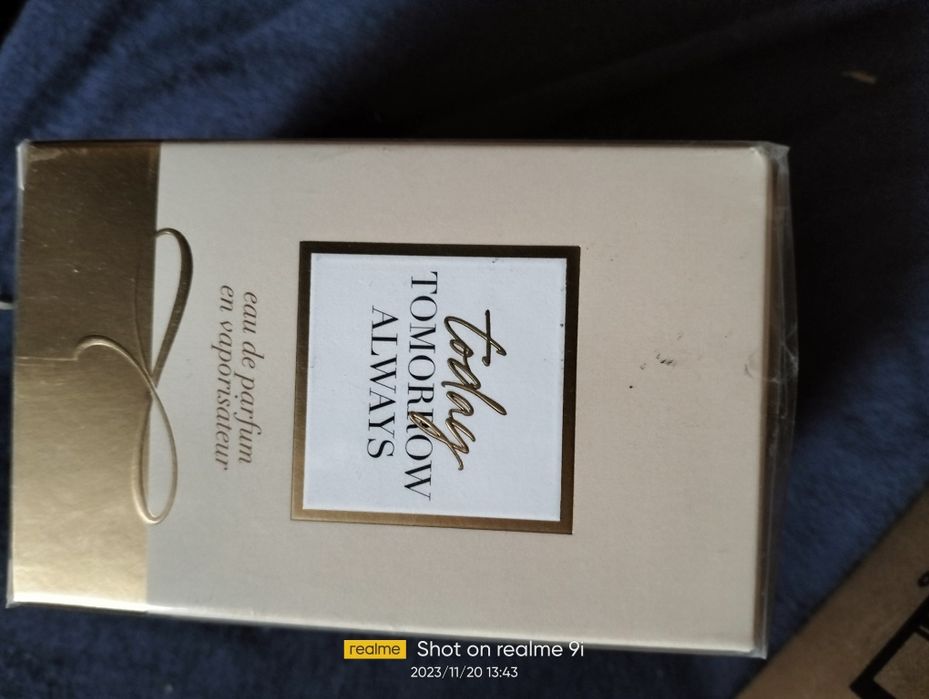 today
TOMORROW
ALWAYS
eau de parfum
en vaporisateur
realme Shot on realme 9i
2023/11/20 13:43